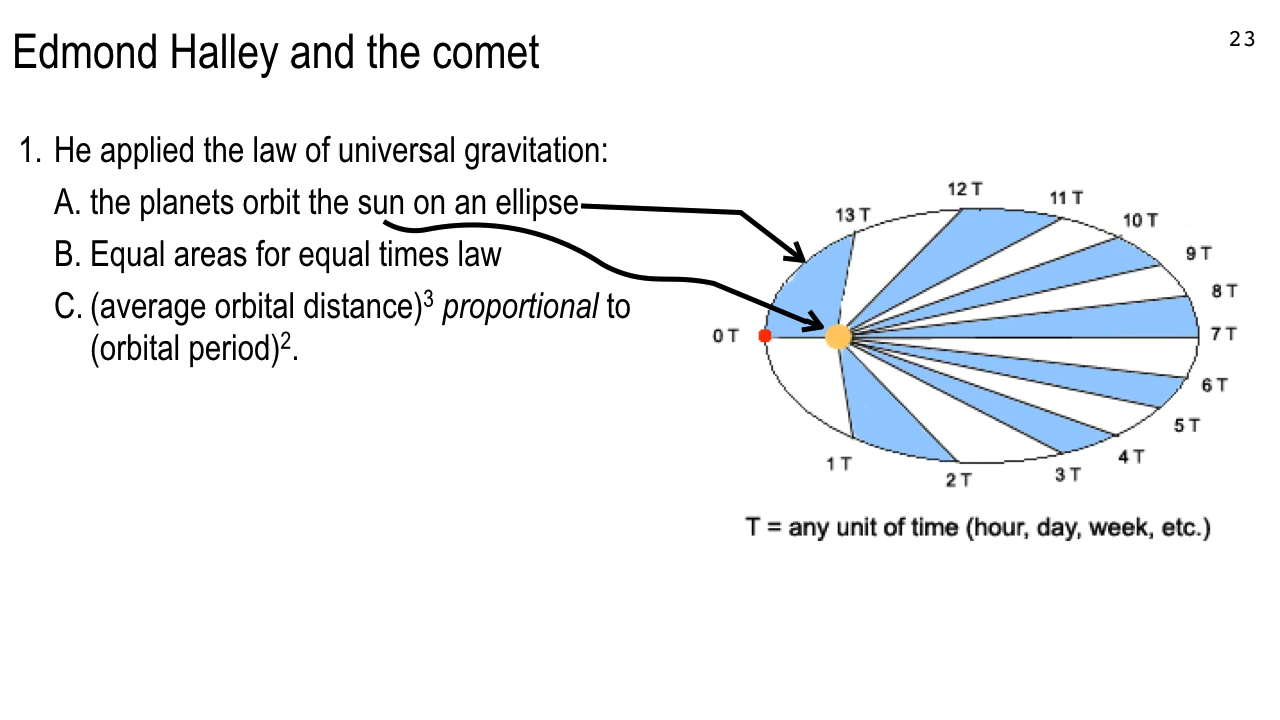 Edmond Halley and the comet
23
1. He applied the law of universal gravitation:
A. the planets orbit the sun on an ellipse
B. Equal areas for equal times law
C. (average orbital distance)³ proportional to
(orbital period)².
12 T
11 T
13 T
10 T
9 T
8 T
0 T
7 T
6 T
5 T
4 T
1 T
3 T
2 T
T = any unit of time (hour, day, week, etc.)